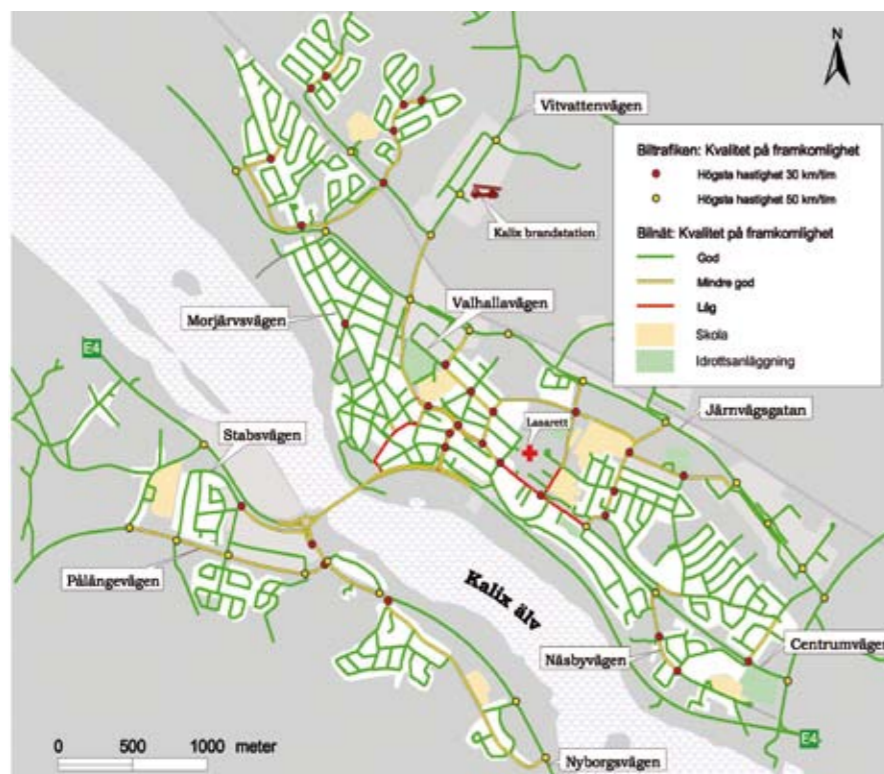 N
Vitvattenvägen
Biltrafiken: Kvalitet på framkomlighet
Högsta hastighet 30 km/tim
Högsta hastighet 50 km/tim
Kalix brandstation
Bilnät: Kvalitet på framkomlighet
God
Mindre god
Låg
Skola
Idrottsanläggning
Valhallavägen
Morjärvsvägen
E4
Järnvägsgatan
Lasarett
Stabsvägen
Pålängevägen
Kalix älv
Centrumvägen
Näsbyvägen
E4
0 500 1000 meter
Nyborgsvägen